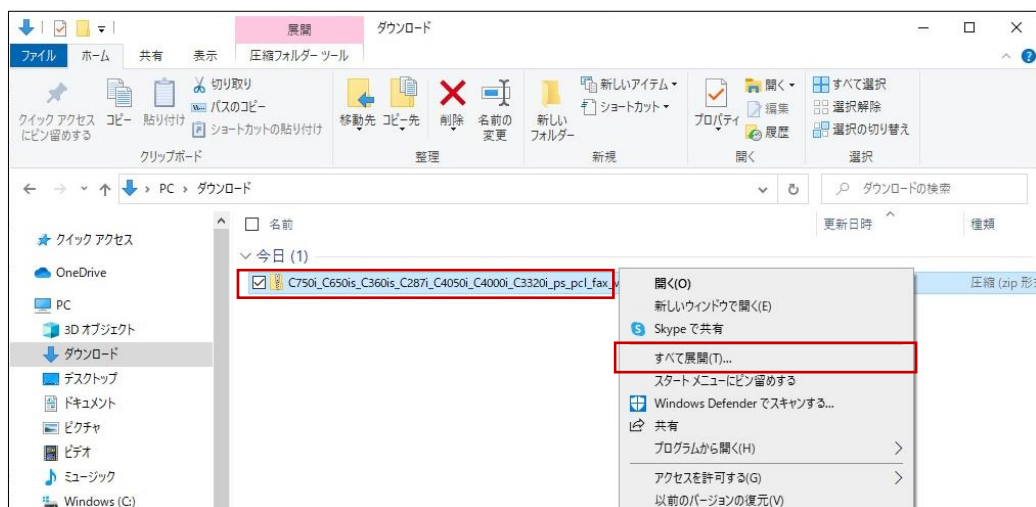 展開
ダウンロード
ファイル
ホーム
共有
表示
圧縮フォルダー ツール
クイック アクセス
にピン留めする
コピー
貼り付け
切り取り
パスのコピー
ショートカットの貼り付け
クリップボード
移動先
コピー先
削除
名前の
変更
整理
新しい
フォルダー
新しいアイテム
ショートカット
新規
プロパティ
開く
編集
履歴
開く
すべて選択
選択解除
選択の切り替え
選択
PC
ダウンロード
ダウンロードの検索
クイック アクセス
OneDrive
PC
3D オブジェクト
ダウンロード
デスクトップ
ドキュメント
ピクチャ
ビデオ
ミュージック
Windows (C:)
名前
更新日時
種類
今日 (1)
C750i_C650is_C360is_C287i_C4050i_C4000i_C3320i_ps_pcl_fax_
圧縮 (zip 形
開く(O)
新しいウィンドウで開く(E)
Skype で共有
すべて展開(T)...
スタート メニューにピン留めする
Windows Defender でスキャンする...
共有
プログラムから開く(H)
アクセスを許可する(G)
以前のバージョンの復元(V)